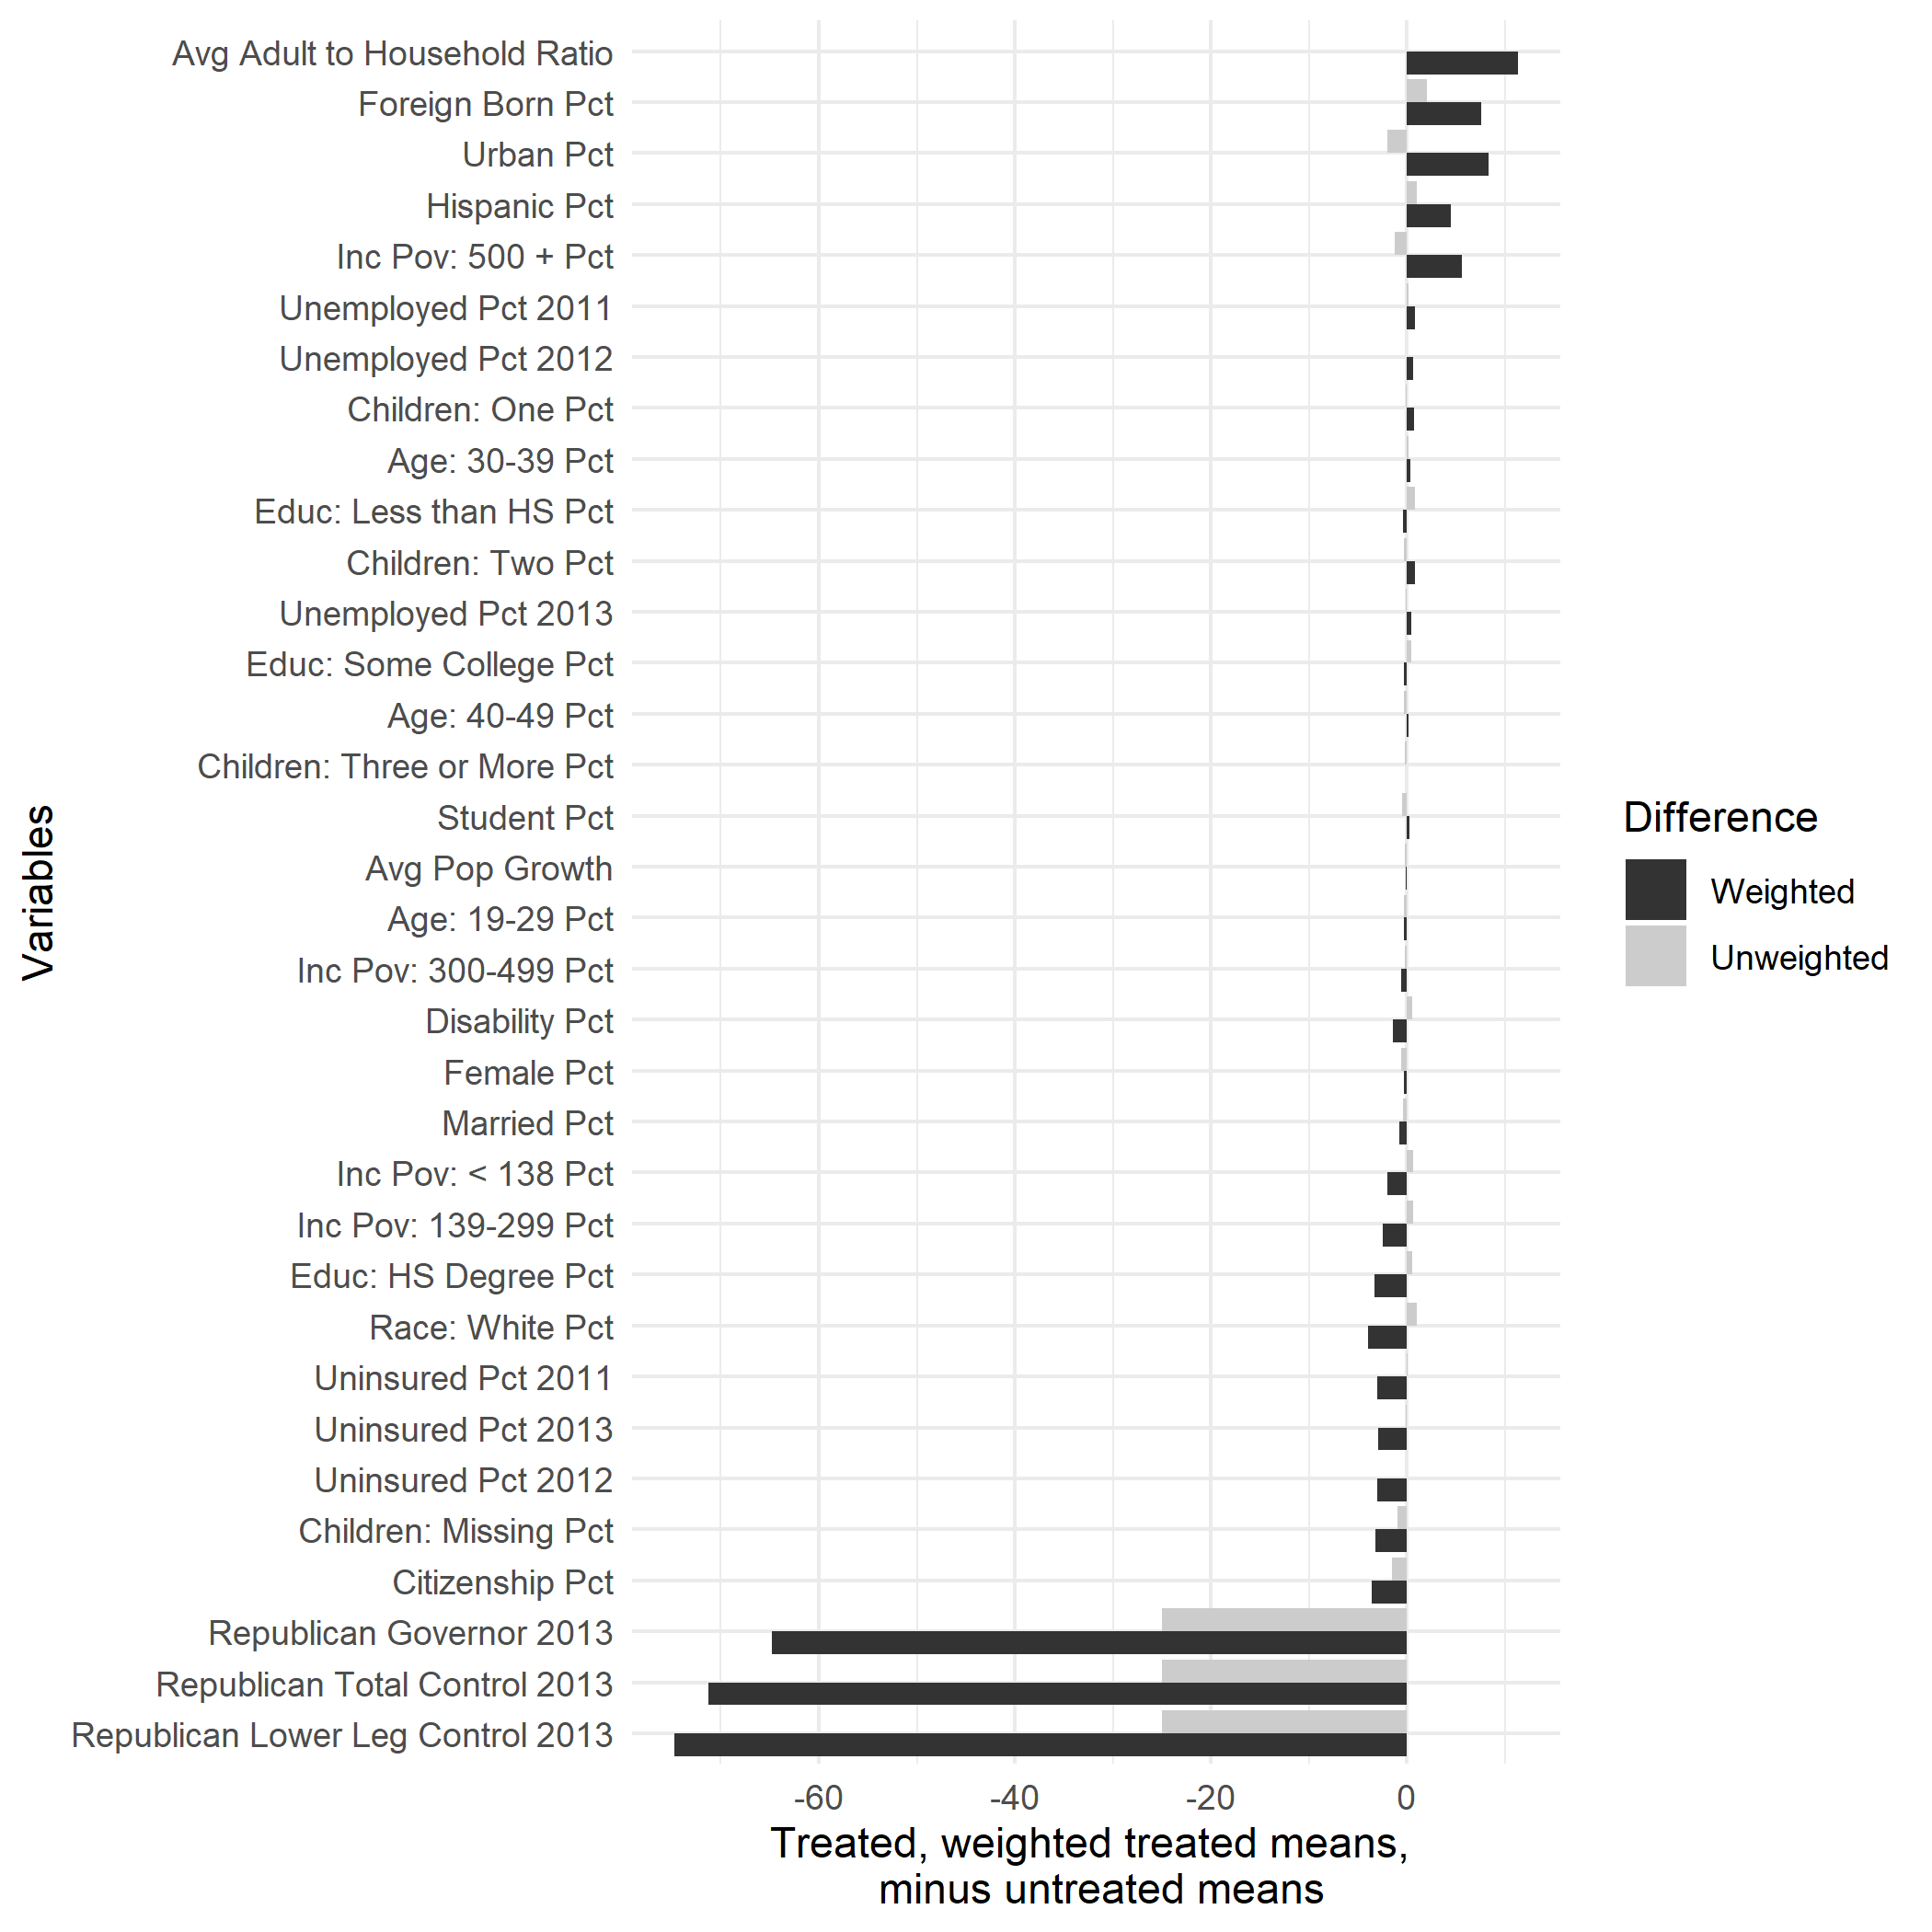 Avg Adult to Household Ratio
Foreign Born Pct
Urban Pct
Hispanic Pct
Inc Pov: 500 + Pct
Unemployed Pct 2011
Unemployed Pct 2012
Children: One Pct
Age: 30-39 Pct
Educ: Less than HS Pct
Children: Two Pct
Unemployed Pct 2013
Educ: Some College Pct
Age: 40-49 Pct
Children: Three or More Pct
Student Pct
Avg Pop Growth
Age: 19-29 Pct
Inc Pov: 300-499 Pct
Disability Pct
Female Pct
Married Pct
Inc Pov: < 138 Pct
Inc Pov: 139-299 Pct
Educ: HS Degree Pct
Race: White Pct
Uninsured Pct 2011
Uninsured Pct 2013
Uninsured Pct 2012
Children: Missing Pct
Citizenship Pct
Republican Governor 2013
Republican Total Control 2013
Republican Lower Leg Control 2013
Variables
-60 -40 -20 0
Treated, weighted treated means,
minus untreated means
Difference
Weighted
Unweighted